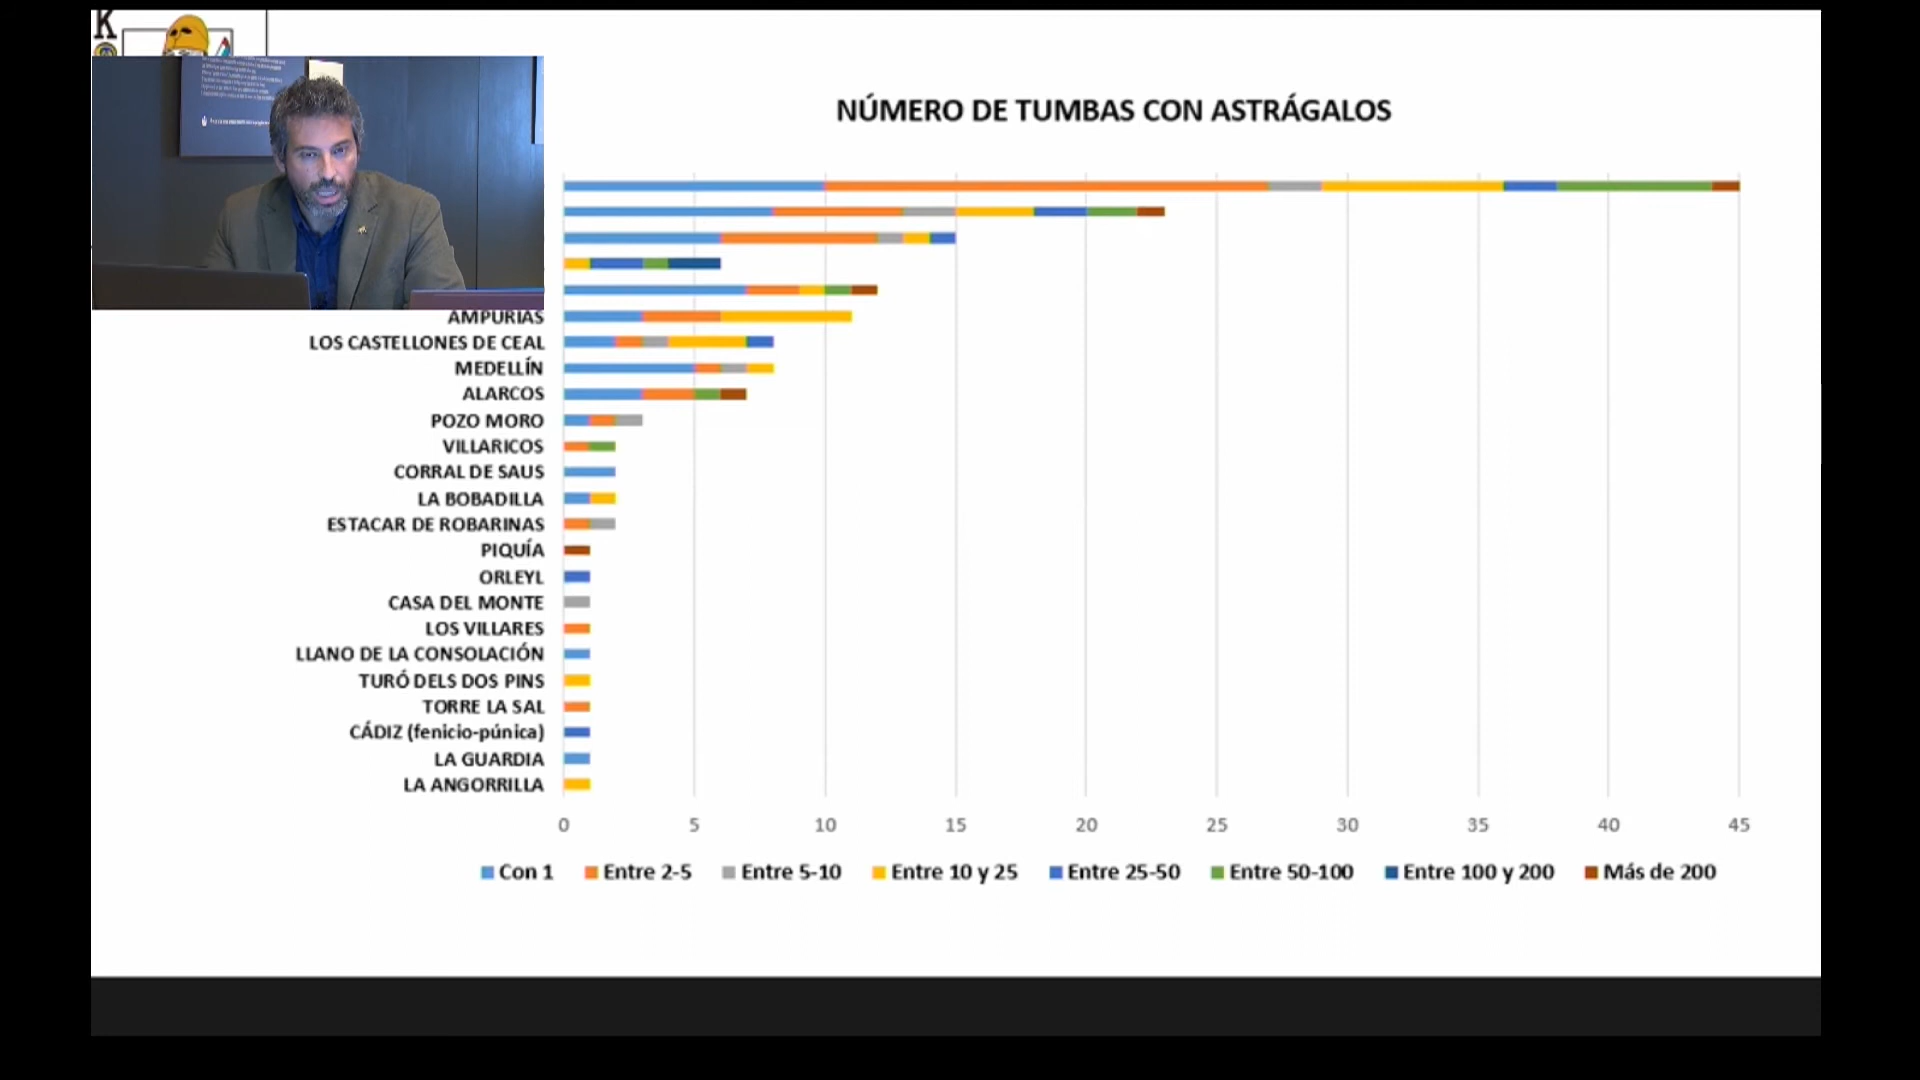 K
NÚMERO DE TUMBAS CON ASTRÁGALOS
AMPURIAS
LOS CASTELLONES DE CEAL
MEDELLÍN
ALARCOS
POZO MORO
VILLARICOS
CORRAL DE SAUS
LA BOBADILLA
ESTACAR DE ROBARINAS
PIQUÍA
ORLEYL
CASA DEL MONTE
LOS VILLARES
LLANO DE LA CONSOLACIÓN
TURÓ DELS DOS PINS
TORRE LA SAL
CÁDIZ (fenicio-púnica)
LA GUARDIA
LA ANGORRILLA
0 5 10 15 20 25 30 35 40 45
Con 1 Entre 2-5 Entre 5-10 Entre 10 y 25 Entre 25-50 Entre 50-100 Entre 100 y 200 Más de 200